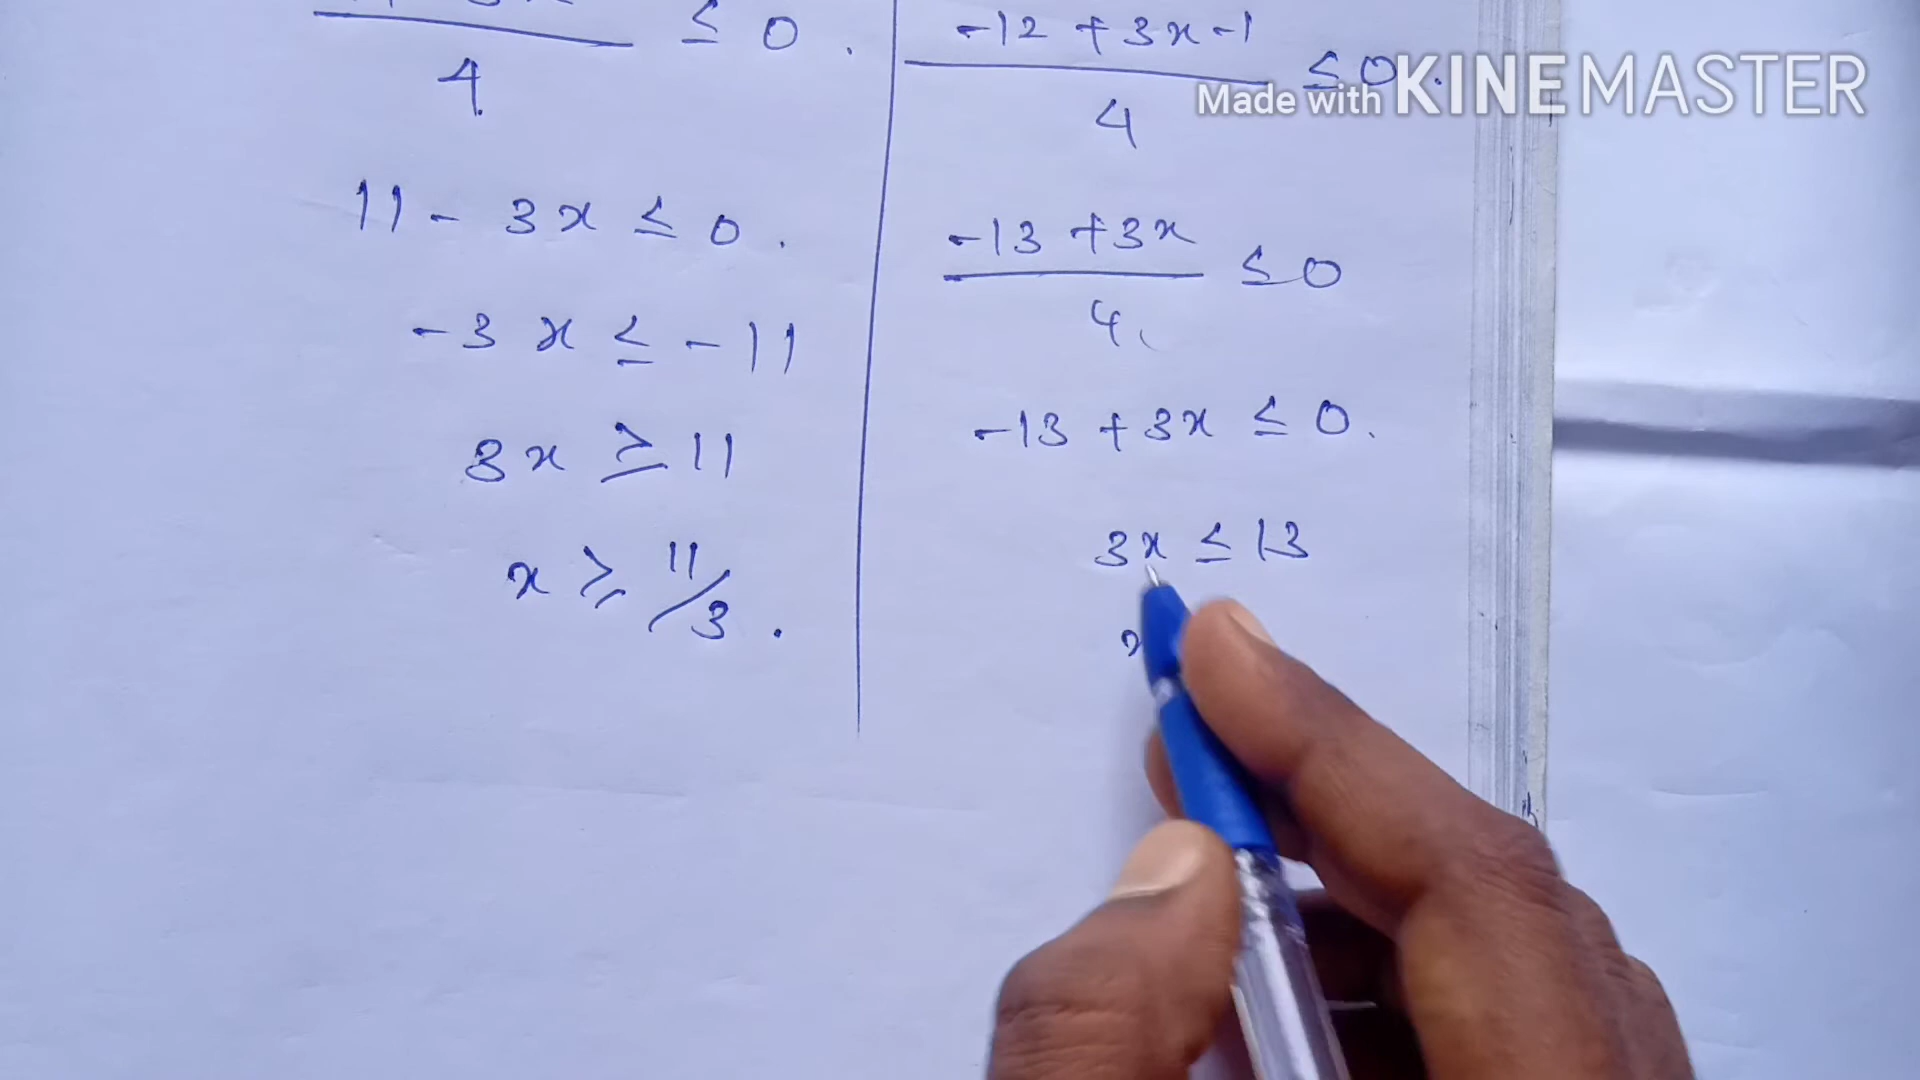 ≤ 0 .
4
11 - 3x ≤ 0 .
-3x ≤ -11
3x ≥ 11
x ≥ 11/3 .
-12 + 3x - 1
≤ 0 .
4
-13 + 3x
≤ 0
4
-13 + 3x ≤ 0 .
3x ≤ 13
x
Made with KINEMASTER